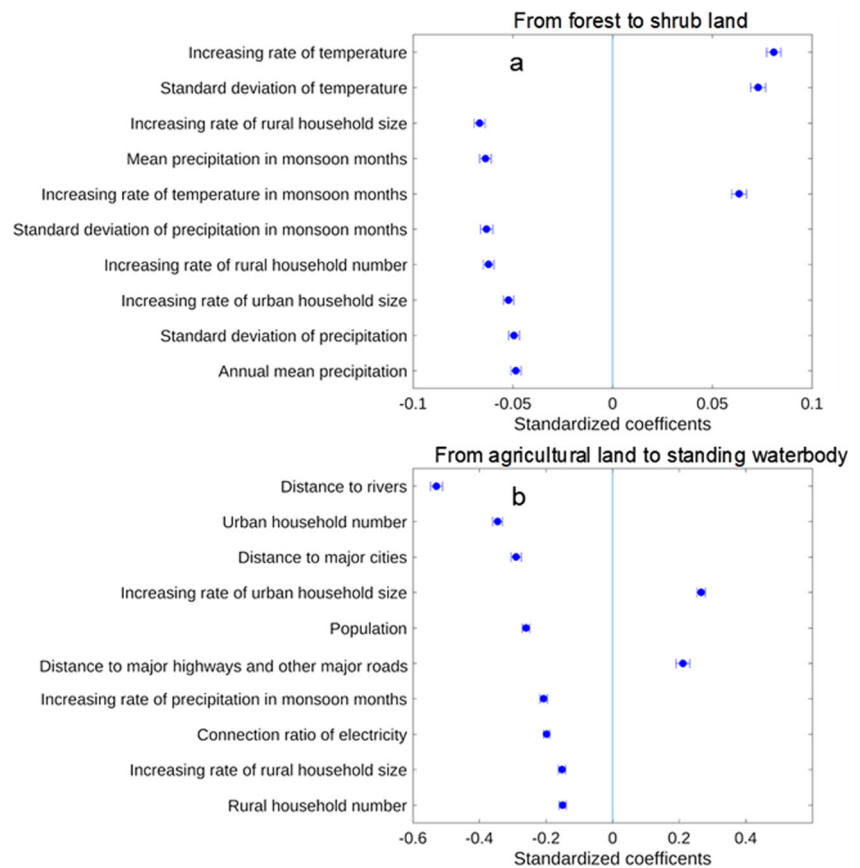 From forest to shrub land
a
Increasing rate of temperature
Standard deviation of temperature
Increasing rate of rural household size
Mean precipitation in monsoon months
Increasing rate of temperature in monsoon months
Standard deviation of precipitation in monsoon months
Increasing rate of rural household number
Increasing rate of urban household size
Standard deviation of precipitation
Annual mean precipitation
-0.1 -0.05 0 0.05 0.1
Standardized coefficents
From agricultural land to standing waterbody
b
Distance to rivers
Urban household number
Distance to major cities
Increasing rate of urban household size
Population
Distance to major highways and other major roads
Increasing rate of precipitation in monsoon months
Connection ratio of electricity
Increasing rate of rural household size
Rural household number
-0.6 -0.4 -0.2 0 0.2 0.4
Standardized coefficents